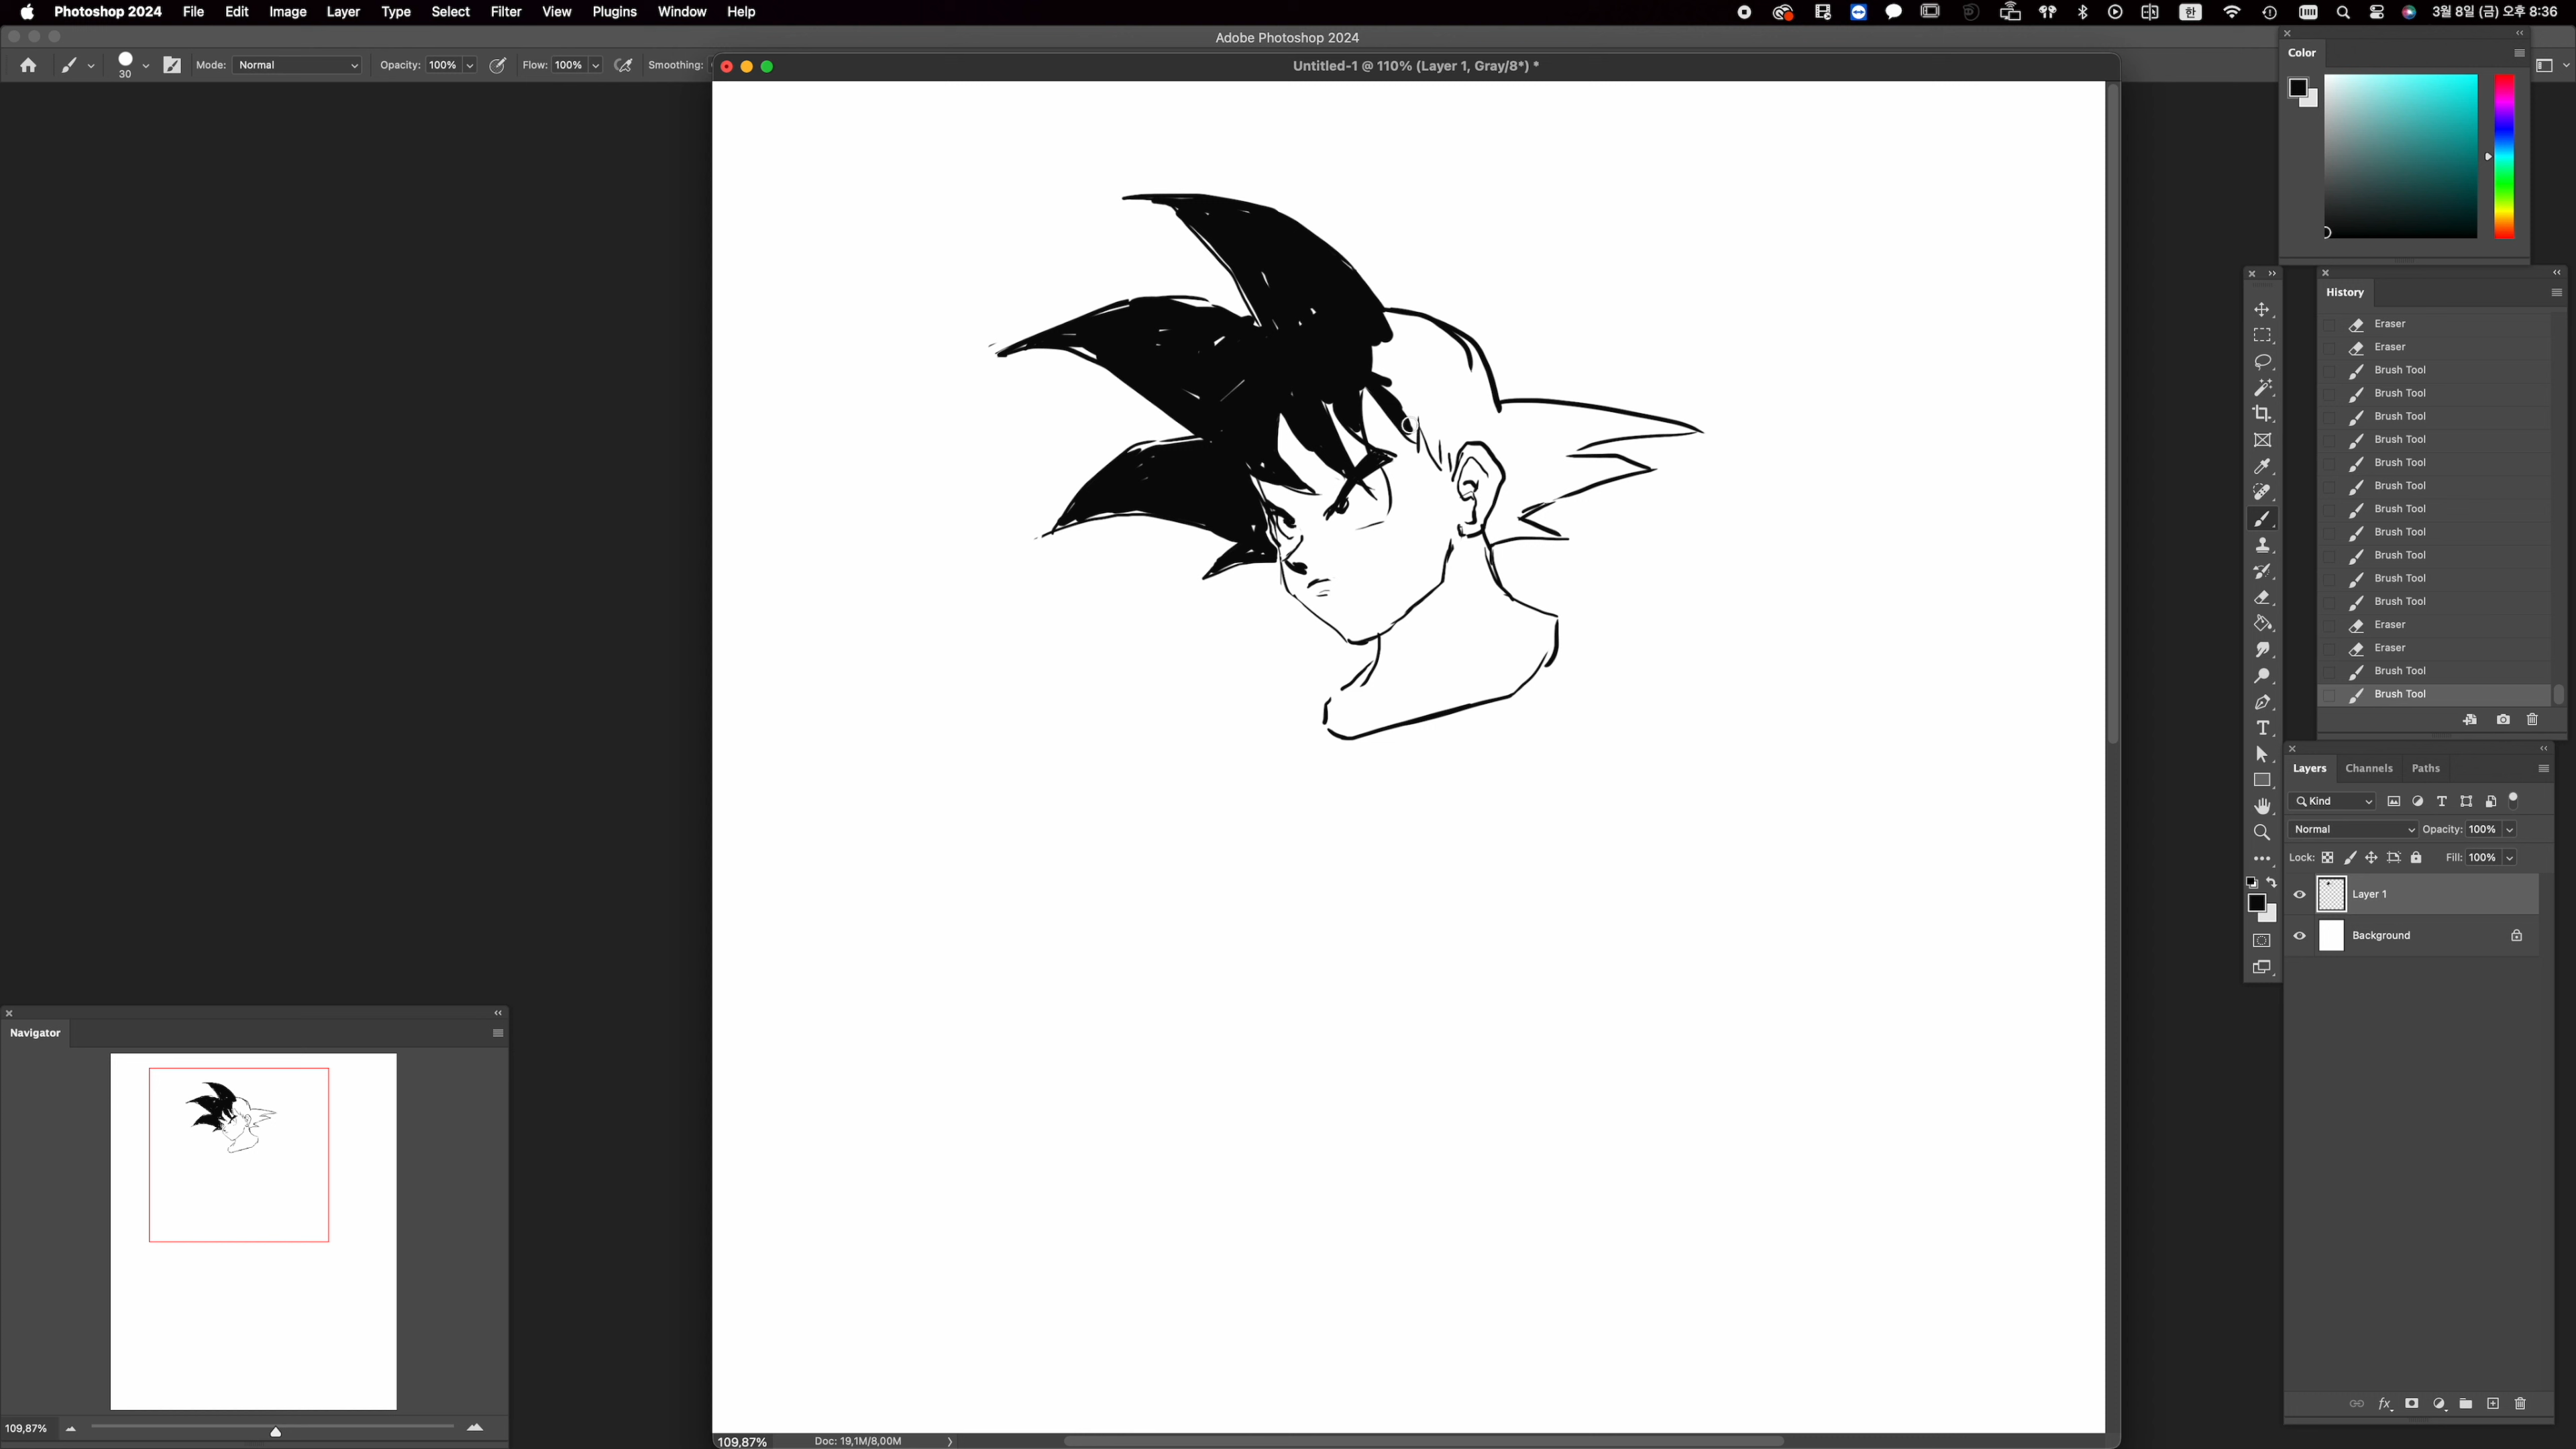 Photoshop 2024 File Edit Image Layer Type Select Filter View Plugins Window Help 한 3월 8일 (금) 오후 8:36
Adobe Photoshop 2024
30 Mode: Normal Opacity: 100% Flow: 100% Smoothing:
Untitled-1 @ 110% (Layer 1, Gray/8*) *
Color
History
Eraser
Eraser
Brush Tool
Brush Tool
Brush Tool
Brush Tool
Brush Tool
Brush Tool
Brush Tool
Brush Tool
Brush Tool
Brush Tool
Brush Tool
Eraser
Eraser
Brush Tool
Brush Tool
Layers Channels Paths
Kind
Normal Opacity: 100%
Lock: Fill: 100%
Layer 1
Background
fx
Navigator
109,87%
109,87% Doc: 19,1M/8,00M